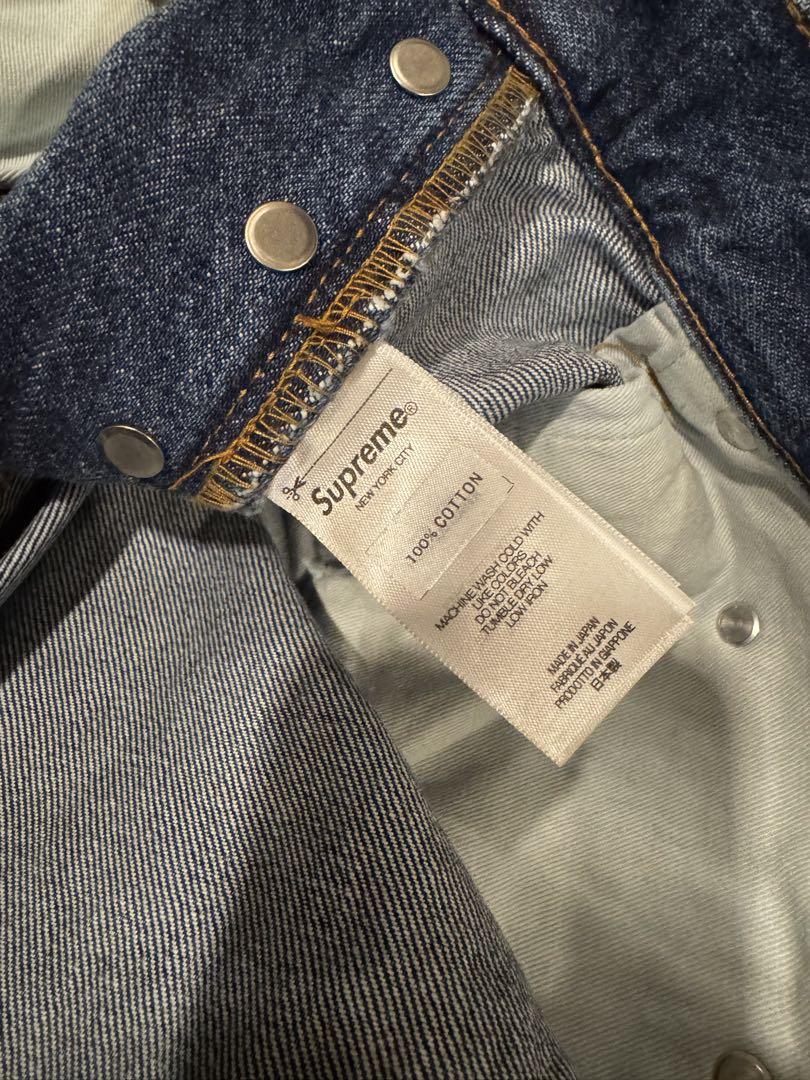 Supreme®
NEW YORK CITY
100% COTTON
MACHINE WASH COLD WITH
LIKE COLORS
DO NOT BLEACH
TUMBLE DRY LOW
LOW IRON
MADE IN JAPAN
FABRIQUÉ AU JAPON
PRODOTTO IN GIAPPONE
日本製